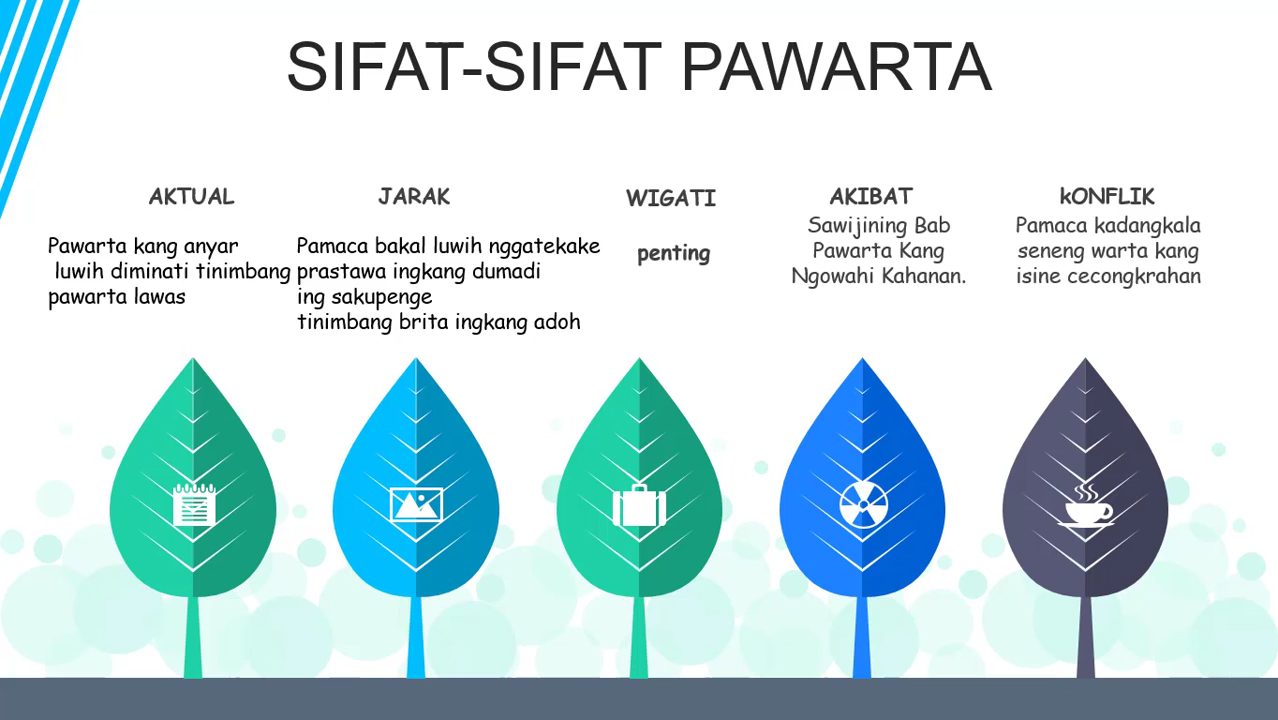 SIFAT-SIFAT PAWARTA
AKTUAL
Pawarta kang anyar
luwih diminati tinimbang
pawarta lawas
JARAK
Pamaca bakal luwih nggatekake
prastawa ingkang dumadi
ing sakupenge
tinimbang brita ingkang adoh
WIGATI
penting
AKIBAT
Sawijining Bab
Pawarta Kang
Ngowahi Kahanan.
kONFLIK
Pamaca kadangkala
seneng warta kang
isine cecongkrahan